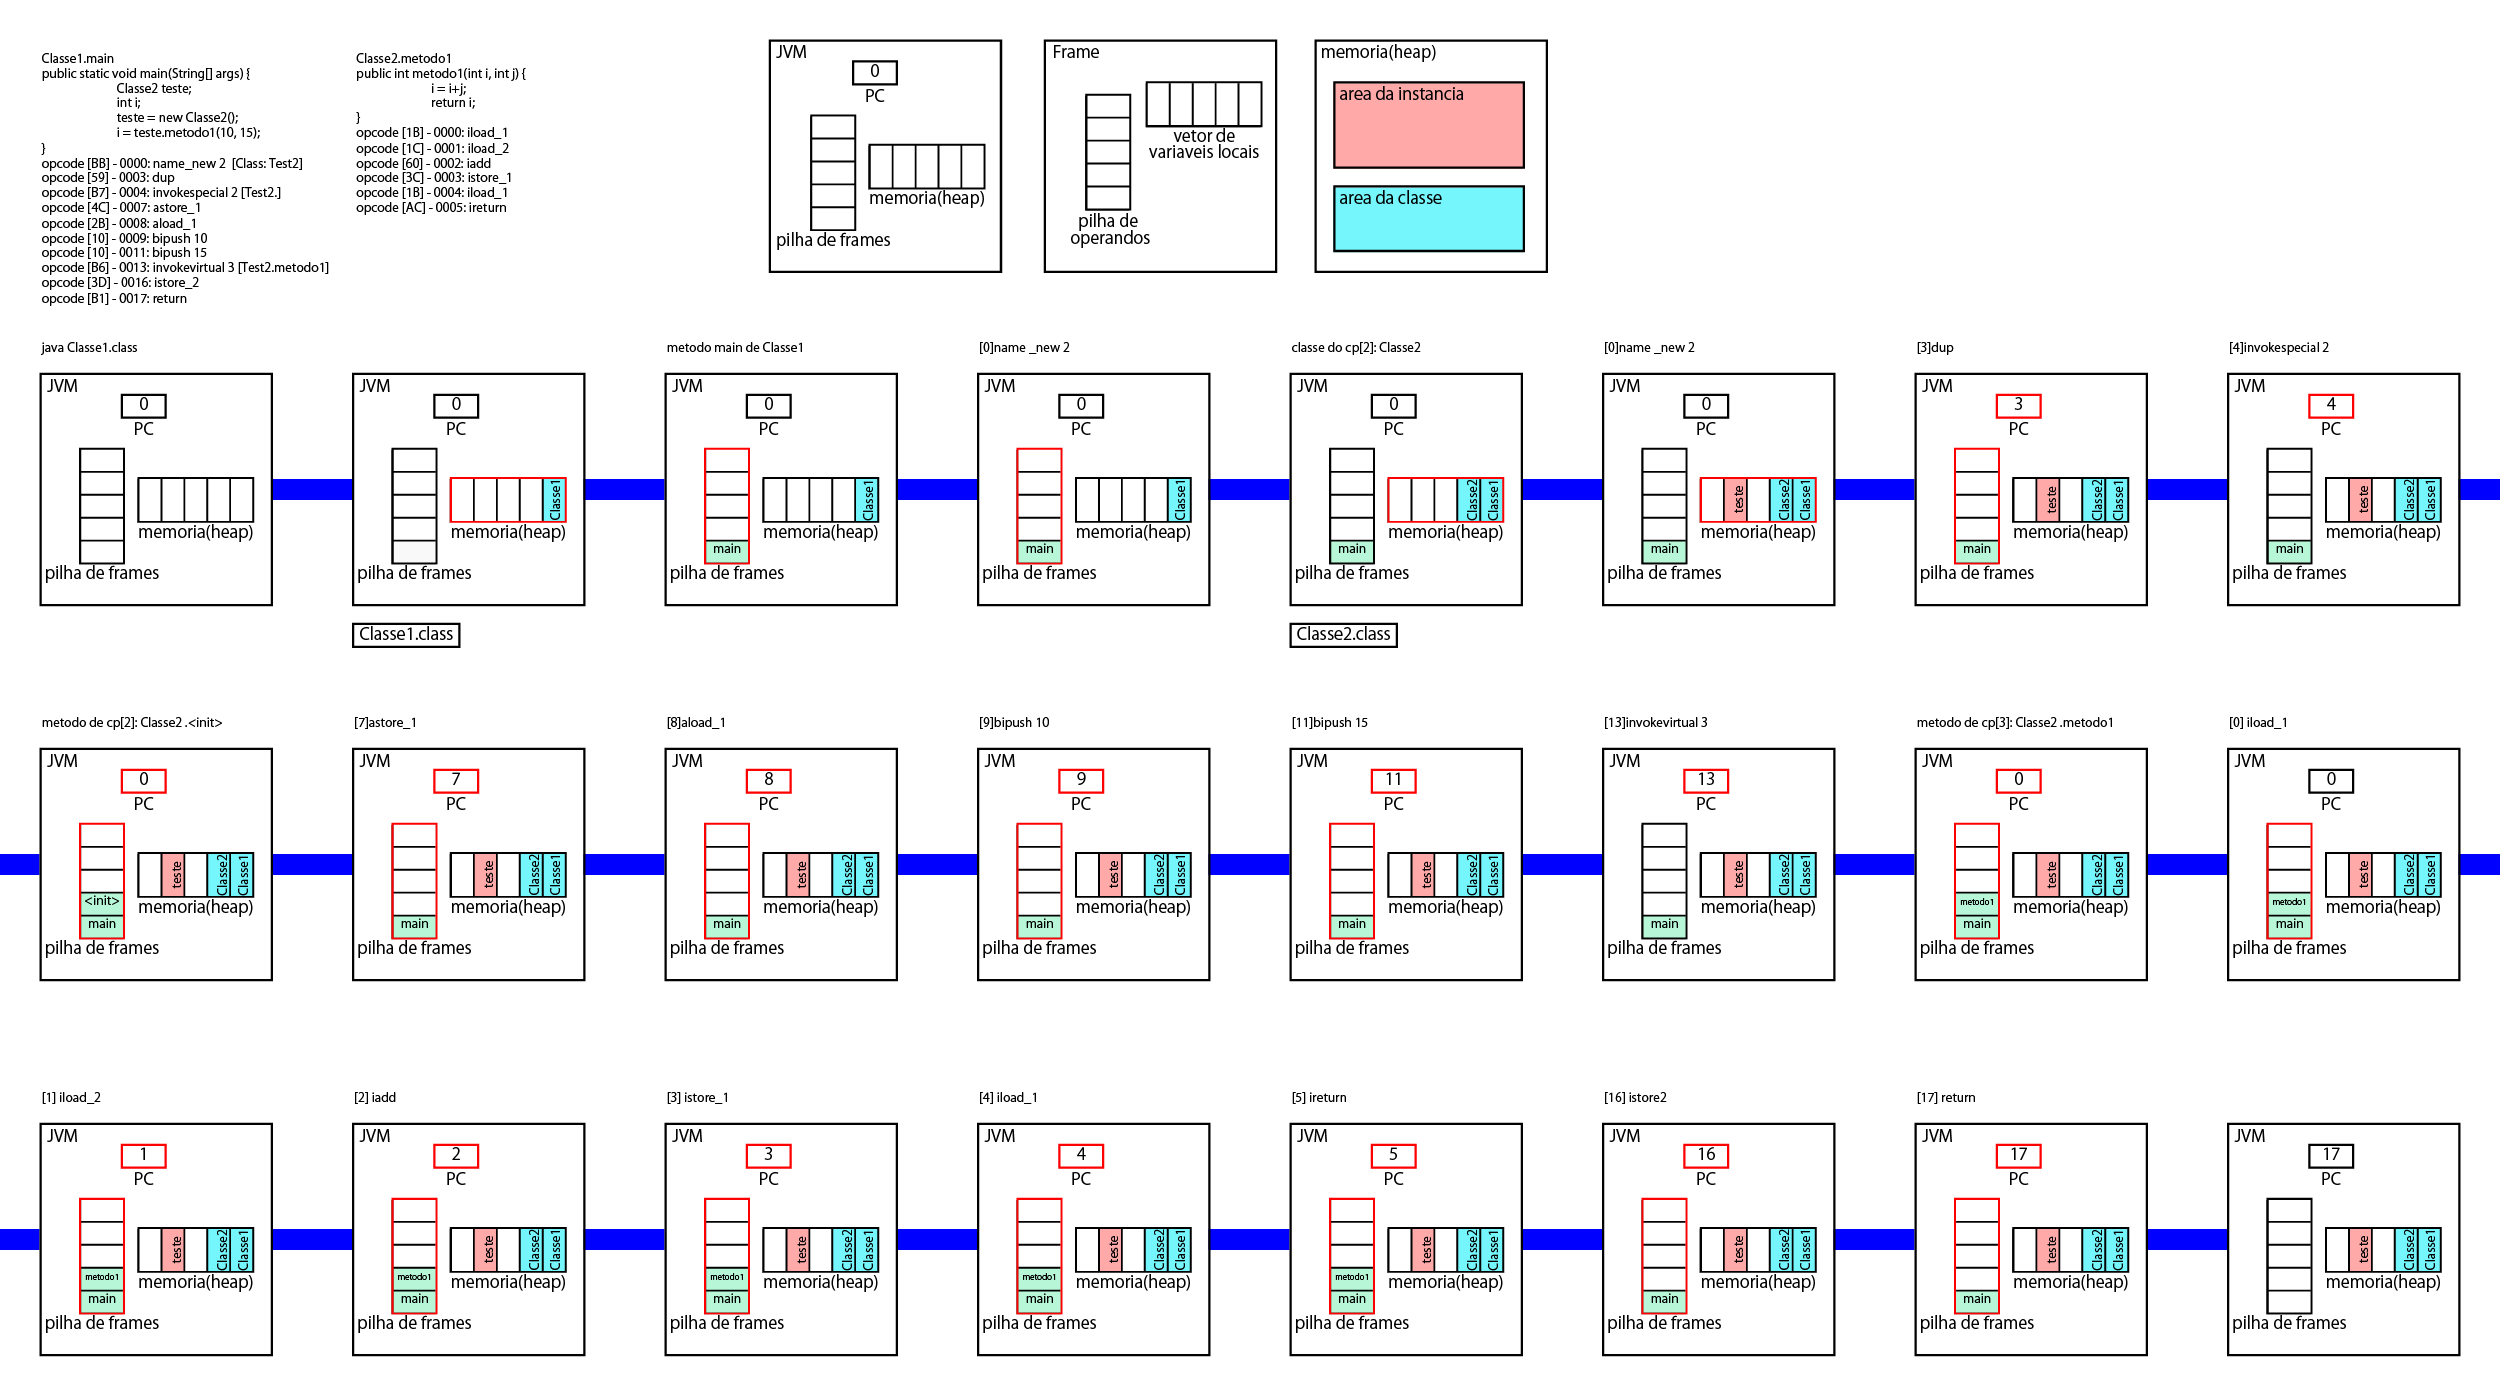 Classe1.main
public static void main(String[] args) {
Classe2 teste;
int i;
teste = new Classe2();
i = teste.metodo1(10, 15);
}
opcode [BB] - 0000: name_new 2  [Class: Test2]
opcode [59] - 0003: dup
opcode [B7] - 0004: invokespecial 2 [Test2.]
opcode [4C] - 0007: astore_1
opcode [2B] - 0008: aload_1
opcode [10] - 0009: bipush 10
opcode [10] - 0011: bipush 15
opcode [B6] - 0013: invokevirtual 3 [Test2.metodo1]
opcode [3D] - 0016: istore_2
opcode [B1] - 0017: return
Classe2.metodo1
public int metodo1(int i, int j) {
i = i+j;
return i;
}
opcode [1B] - 0000: iload_1
opcode [1C] - 0001: iload_2
opcode [60] - 0002: iadd
opcode [3C] - 0003: istore_1
opcode [1B] - 0004: iload_1
opcode [AC] - 0005: ireturn
JVM
0
PC
memoria(heap)
pilha de frames
Frame
vetor de
variaveis locais
pilha de
operandos
memoria(heap)
area da instancia
area da classe
java Classe1.class
JVM
0
PC
memoria(heap)
pilha de frames
JVM
0
PC
Classe1
memoria(heap)
pilha de frames
Classe1.class
metodo main de Classe1
JVM
0
PC
Classe1
main
memoria(heap)
pilha de frames
[0]name _new 2
JVM
0
PC
Classe1
main
memoria(heap)
pilha de frames
classe do cp[2]: Classe2
JVM
0
PC
Classe2
Classe1
main
memoria(heap)
pilha de frames
Classe2.class
[0]name _new 2
JVM
0
PC
teste
Classe2
Classe1
main
memoria(heap)
pilha de frames
[3]dup
JVM
3
PC
teste
Classe2
Classe1
main
memoria(heap)
pilha de frames
[4]invokespecial 2
JVM
4
PC
teste
Classe2
Classe1
main
memoria(heap)
pilha de frames
metodo de cp[2]: Classe2 .<init>
JVM
0
PC
teste
Classe2
Classe1
<init>
main
memoria(heap)
pilha de frames
[7]astore_1
JVM
7
PC
teste
Classe2
Classe1
main
memoria(heap)
pilha de frames
[8]aload_1
JVM
8
PC
teste
Classe2
Classe1
main
memoria(heap)
pilha de frames
[9]bipush 10
JVM
9
PC
teste
Classe2
Classe1
main
memoria(heap)
pilha de frames
[11]bipush 15
JVM
11
PC
teste
Classe2
Classe1
main
memoria(heap)
pilha de frames
[13]invokevirtual 3
JVM
13
PC
teste
Classe2
Classe1
main
memoria(heap)
pilha de frames
metodo de cp[3]: Classe2 .metodo1
JVM
0
PC
teste
Classe2
Classe1
metodo1
main
memoria(heap)
pilha de frames
[0] iload_1
JVM
0
PC
teste
Classe2
Classe1
metodo1
main
memoria(heap)
pilha de frames
[1] iload_2
JVM
1
PC
teste
Classe2
Classe1
metodo1
main
memoria(heap)
pilha de frames
[2] iadd
JVM
2
PC
teste
Classe2
Classe1
metodo1
main
memoria(heap)
pilha de frames
[3] istore_1
JVM
3
PC
teste
Classe2
Classe1
metodo1
main
memoria(heap)
pilha de frames
[4] iload_1
JVM
4
PC
teste
Classe2
Classe1
metodo1
main
memoria(heap)
pilha de frames
[5] ireturn
JVM
5
PC
teste
Classe2
Classe1
metodo1
main
memoria(heap)
pilha de frames
[16] istore2
JVM
16
PC
teste
Classe2
Classe1
main
memoria(heap)
pilha de frames
[17] return
JVM
17
PC
teste
Classe2
Classe1
main
memoria(heap)
pilha de frames
JVM
17
PC
teste
Classe2
Classe1
memoria(heap)
pilha de frames